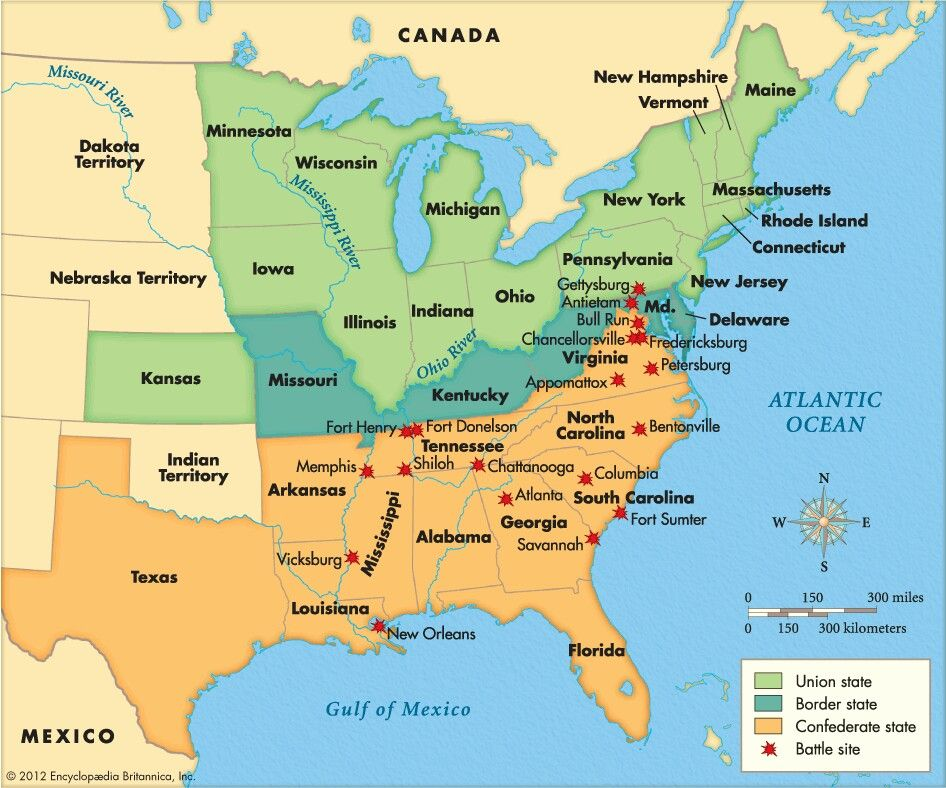 CANADA
Missouri River
New Hampshire
Vermont
Maine
Minnesota
Dakota
Territory
Wisconsin
Mississippi River
Michigan
New York
Massachusetts
Rhode Island
Connecticut
Pennsylvania
Iowa
Nebraska Territory
Gettysburg
New Jersey
Ohio
Antietam
Md.
Indiana
Illinois
Bull Run
Delaware
Chancellorsville
Fredericksburg
Ohio River
Virginia
Petersburg
Kansas
Missouri
Appomattox
Kentucky
ATLANTIC
OCEAN
Fort Henry
Fort Donelson
North
Carolina
Bentonville
Tennessee
Indian
Territory
Memphis
Shiloh
Chattanooga
Columbia
Arkansas
Atlanta
South Carolina
Mississippi
Georgia
Fort Sumter
Alabama
Savannah
Vicksburg
Texas
Louisiana
New Orleans
Florida
N
W
E
S
0 150 300 miles
0 150 300 kilometers
Gulf of Mexico
MEXICO
Union state
Border state
Confederate state
Battle site
© 2012 Encyclopædia Britannica, Inc.